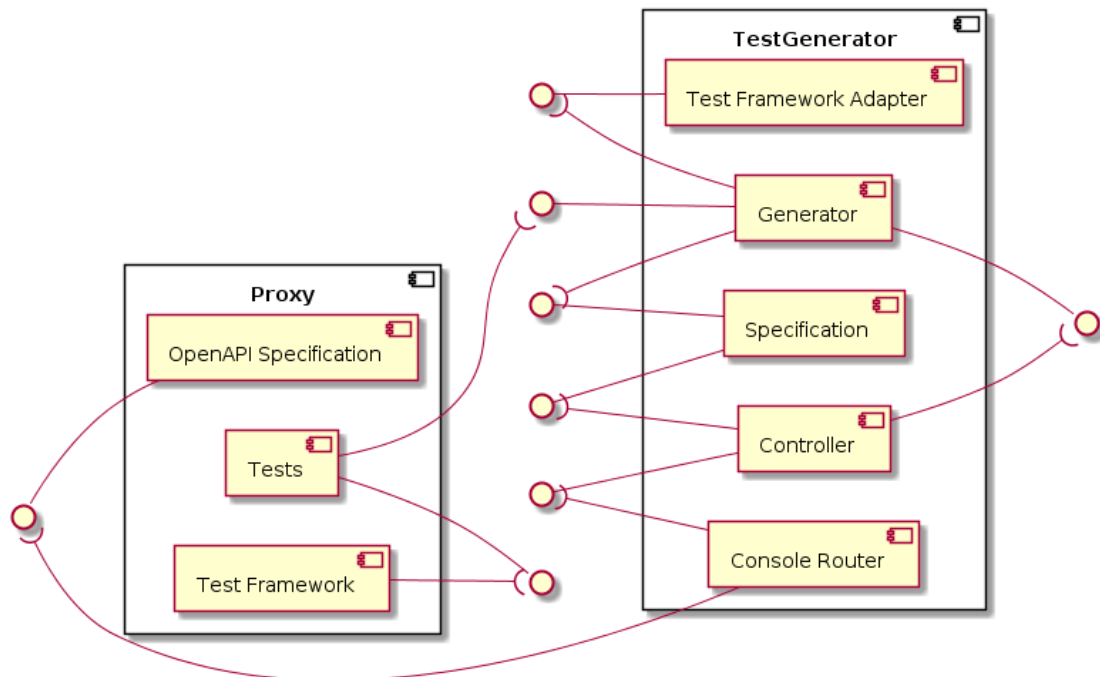 TestGenerator
Test Framework Adapter
Generator
Specification
Controller
Console Router
Proxy
OpenAPI Specification
Tests
Test Framework